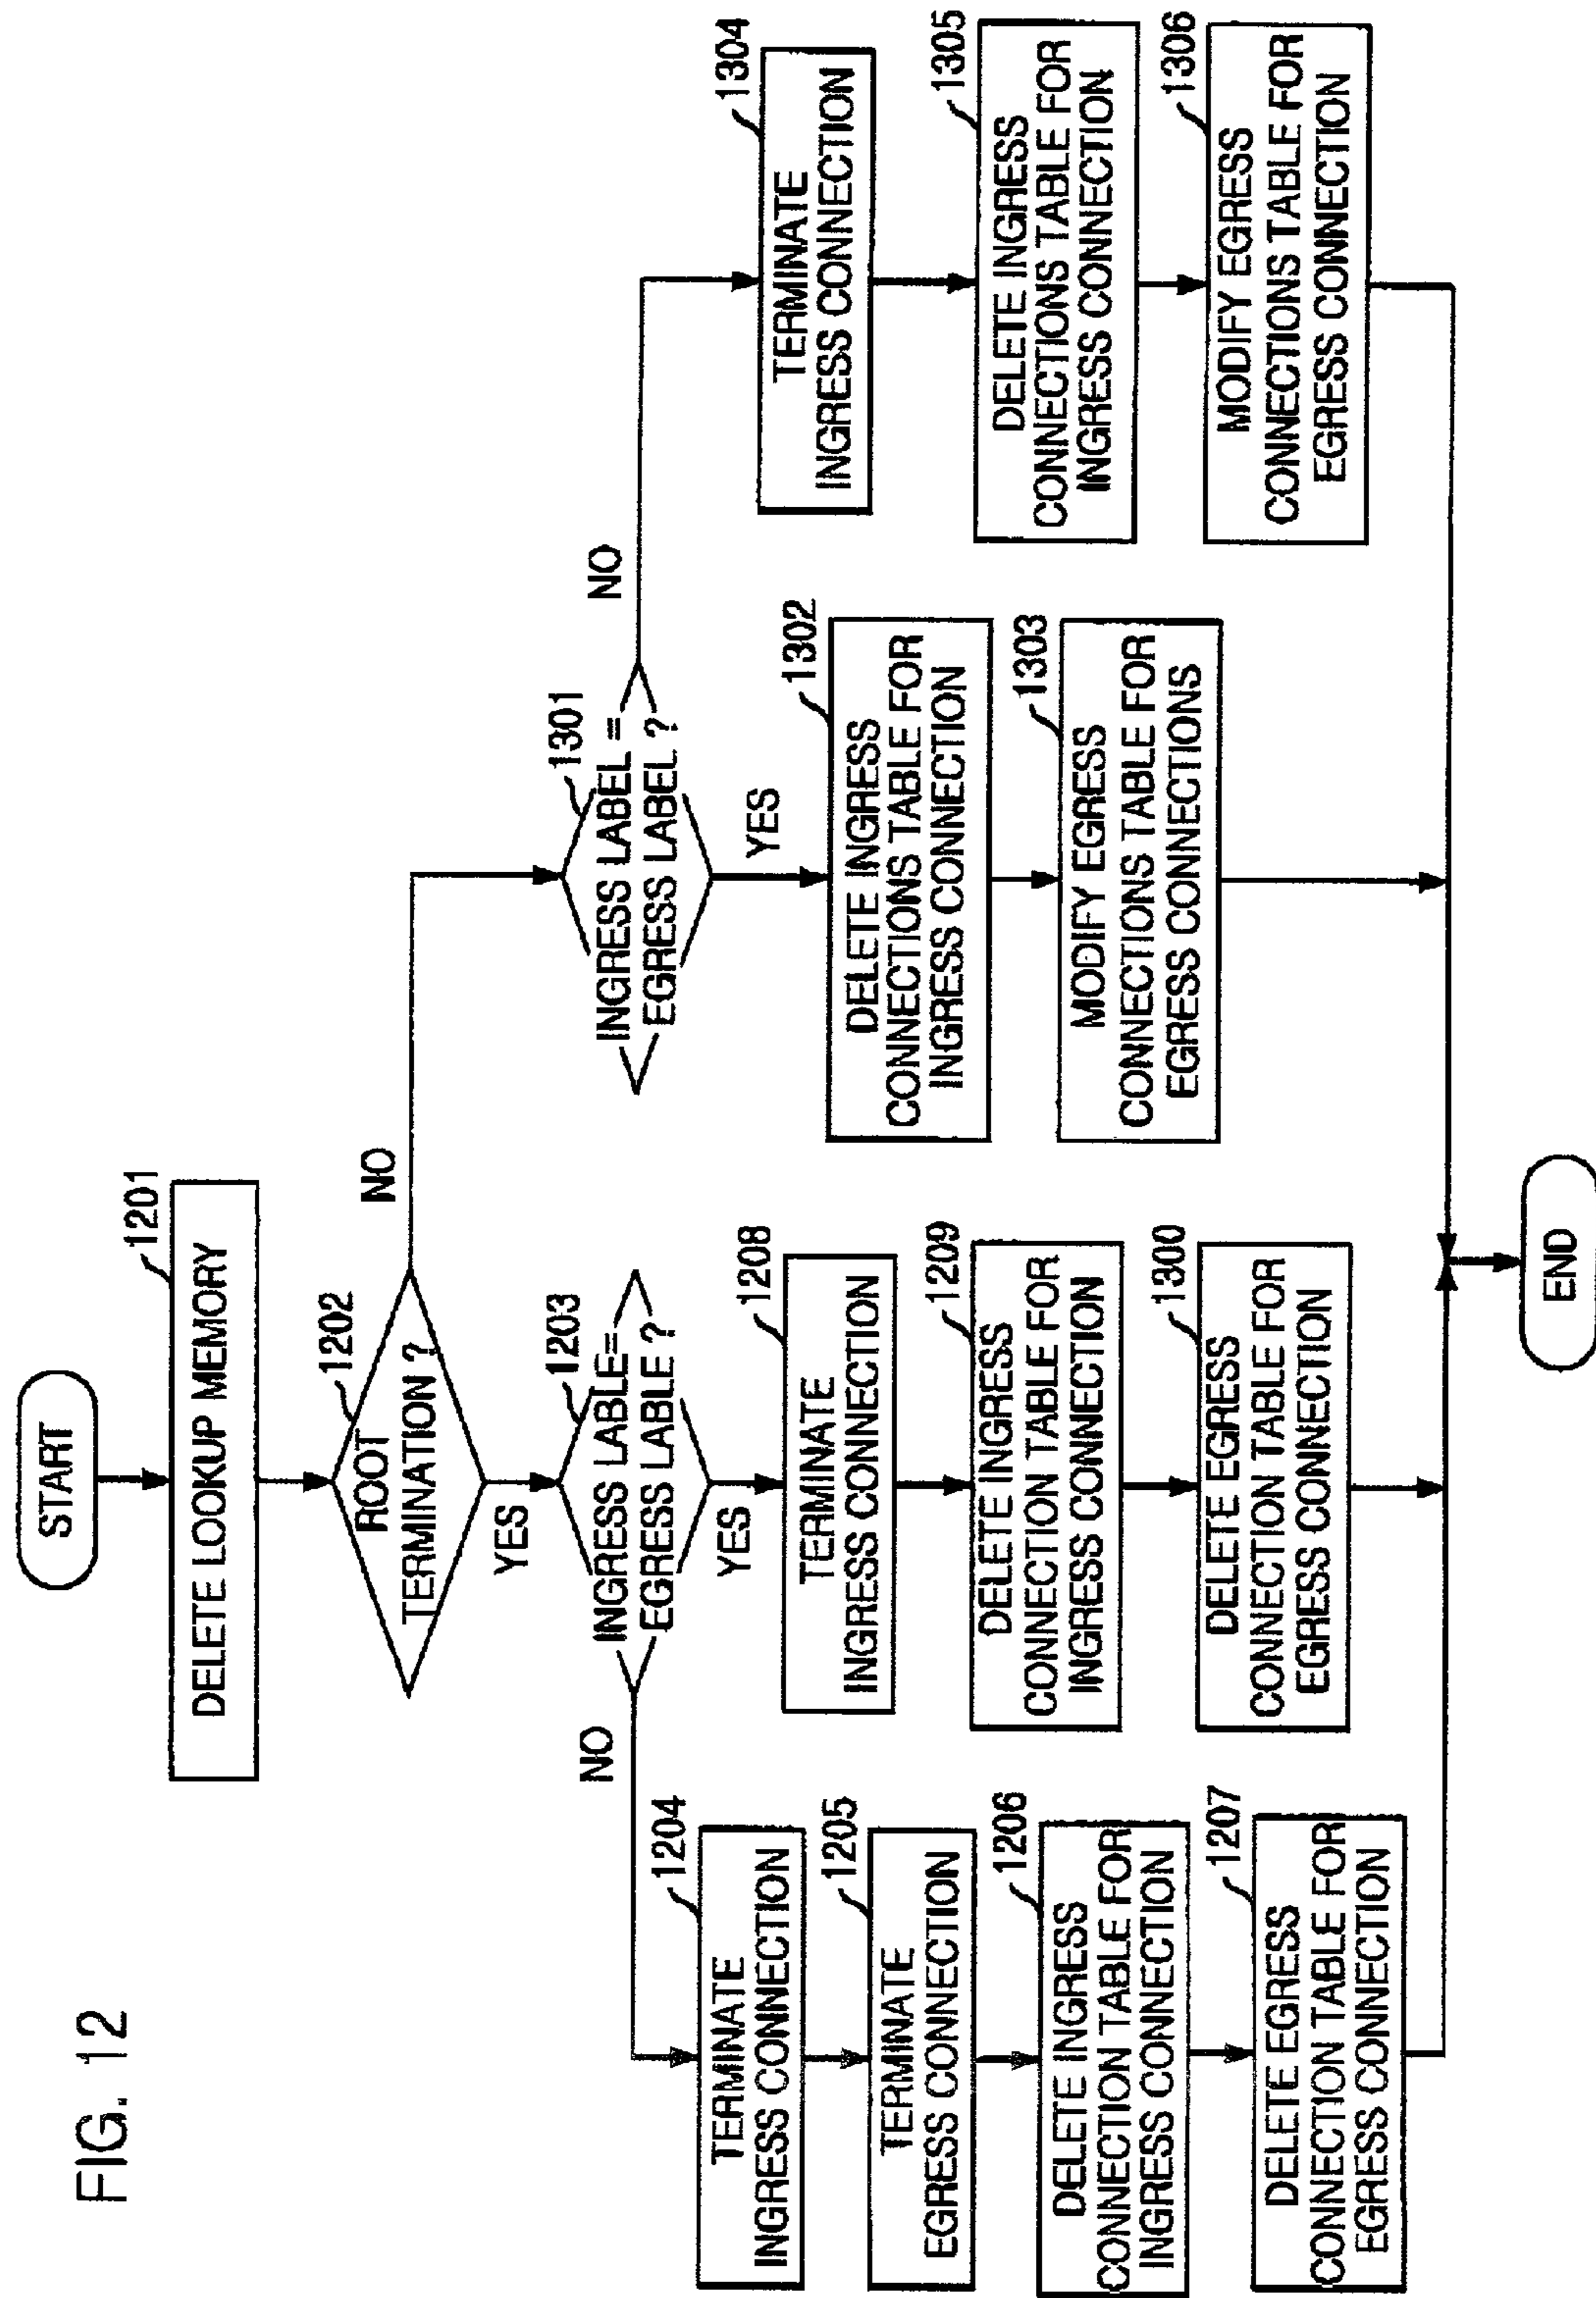 FIG. 12
START
1201
DELETE LOOKUP MEMORY
1202
ROOT
TERMINATION ?
NO
YES
1203
INGRESS LABLE=
EGRESS LABLE ?
NO
YES
1204
TERMINATE
INGRESS CONNECTION
1205
TERMINATE
EGRESS CONNECTION
1206
DELETE INGRESS
CONNECTION TABLE FOR
INGRESS CONNECTION
1207
DELETE EGRESS
CONNECTION TABLE FOR
EGRESS CONNECTION
1208
TERMINATE
INGRESS CONNECTION
1209
DELETE INGRESS
CONNECTION TABLE FOR
INGRESS CONNECTION
1300
DELETE EGRESS
CONNECTION TABLE FOR
EGRESS CONNECTION
1301
INGRESS LABEL =
EGRESS LABEL ?
NO
YES
1302
DELETE INGRESS
CONNECTIONS TABLE FOR
INGRESS CONNECTION
1303
MODIFY EGRESS
CONNECTIONS TABLE FOR
EGRESS CONNECTIONS
1304
TERMINATE
INGRESS CONNECTION
1305
DELETE INGRESS
CONNECTIONS TABLE FOR
INGRESS CONNECTION
1306
MODIFY EGRESS
CONNECTIONS TABLE FOR
EGRESS CONNECTION
END